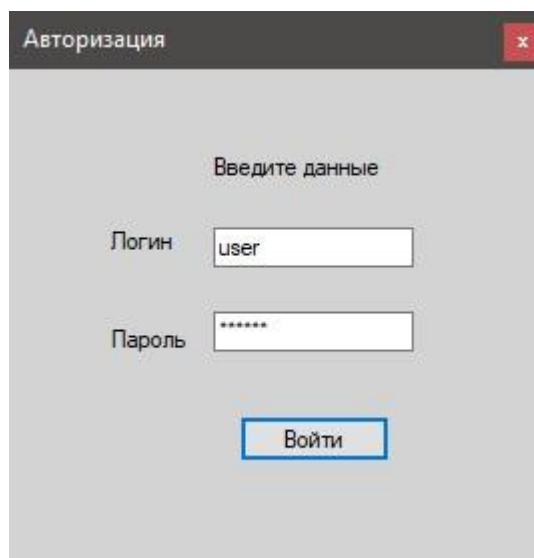 Авторизация
x
Введите данные
Логин
user
Пароль
******
Войти